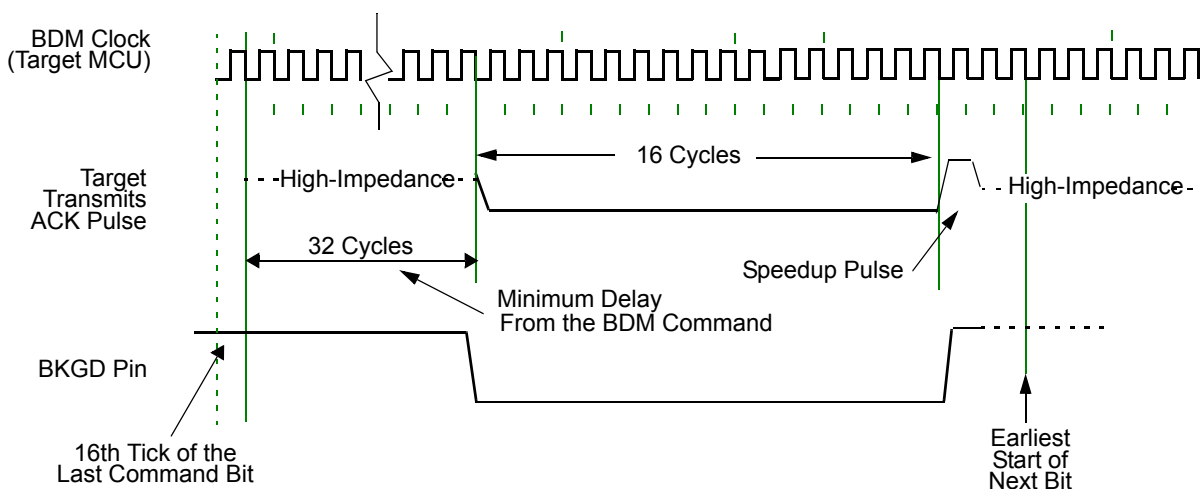 BDM Clock
(Target MCU)
16 Cycles
Target
Transmits
ACK Pulse
High-Impedance
High-Impedance
32 Cycles
Speedup Pulse
Minimum Delay
From the BDM Command
BKGD Pin
16th Tick of the
Last Command Bit
Earliest
Start of
Next Bit